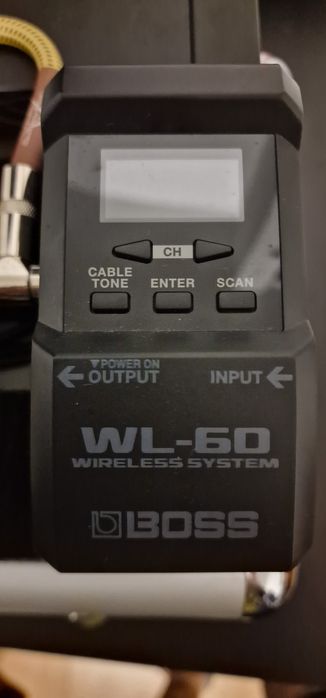 CH
CABLE
TONE
ENTER
SCAN
▼POWER ON
OUTPUT
INPUT
WL-60
WIRELESS SYSTEM
BOSS